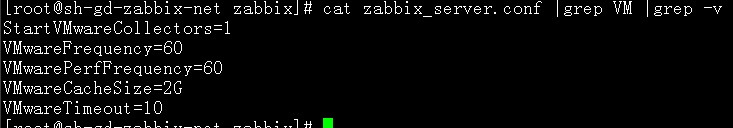 [root@sh-gd-zabbix-net zabbix]# cat zabbix_server.conf |grep VM |grep -v
StartVMwareCollectors=1
VMwareFrequency=60
VMwarePerfFrequency=60
VMwareCacheSize=2G
VMwareTimeout=10
[root@sh-gd-zabbix-net zabbix]#